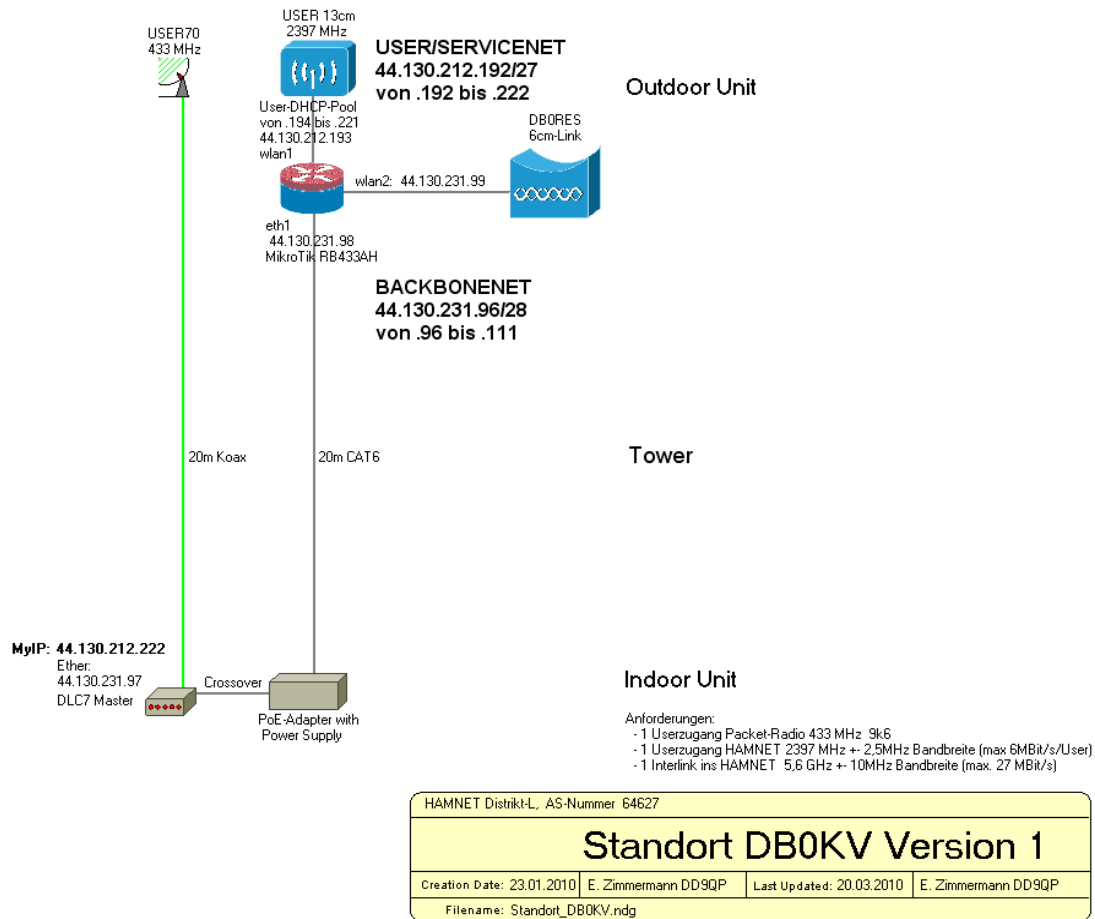 USER70
433 MHz
USER 13cm
2397 MHz
USER/SERVICENET
44.130.212.192/27
von .192 bis .222
Outdoor Unit
User-DHCP-Pool
von .194 bis .221
44.130.212.193
wlan1
DB0RES
6cm-Link
wlan2: 44.130.231.99
eth1
44.130.231.98
MikroTik RB433AH
BACKBONENET
44.130.231.96/28
von .96 bis .111
20m Koax
20m CAT6
Tower
MyIP: 44.130.212.222
Ether:
44.130.231.97
DLC7 Master
Crossover
PoE-Adapter with
Power Supply
Indoor Unit
Anforderungen:
- 1 Userzugang Packet-Radio 433 MHz 9k6
- 1 Userzugang HAMNET 2397 MHz +- 2,5MHz Bandbreite (max 6MBit/s/User)
- 1 Interlink ins HAMNET 5,6 GHz +- 10MHz Bandbreite (max. 27 MBit/s)
HAMNET Distrikt-L, AS-Nummer 64627
Standort DB0KV Version 1
Creation Date: 23.01.2010 E. Zimmermann DD9QP Last Updated: 20.03.2010 E. Zimmermann DD9QP
Filename: Standort_DB0KV.ndg